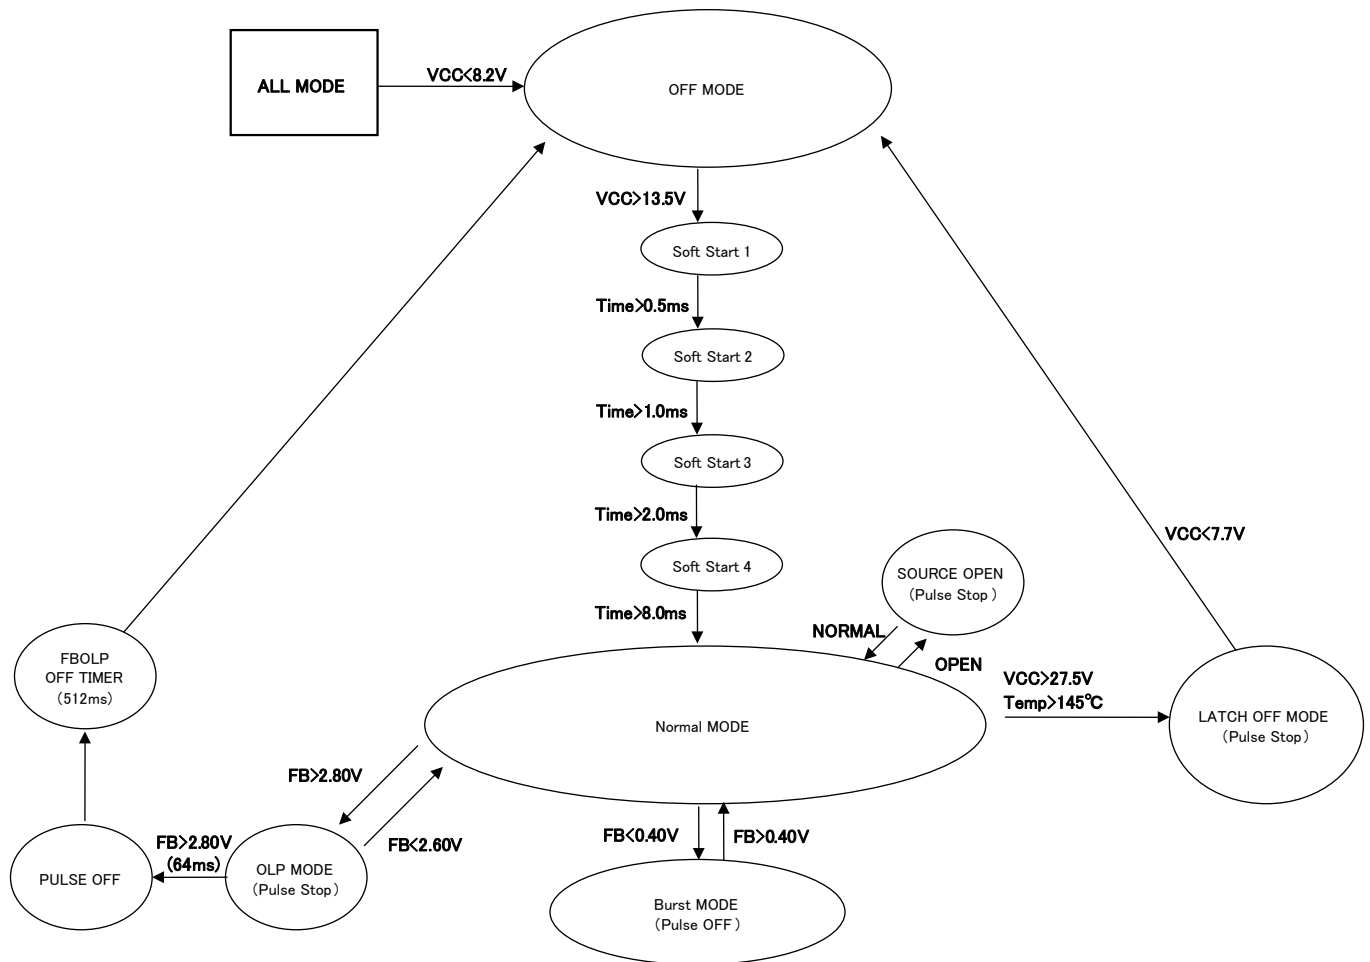 ALL MODE
VCC<8.2V
OFF MODE
VCC>13.5V
Soft Start 1
Time>0.5ms
Soft Start 2
Time>1.0ms
Soft Start 3
Time>2.0ms
Soft Start 4
Time>8.0ms
SOURCE OPEN
(Pulse Stop)
NORMAL
OPEN
VCC<7.7V
VCC>27.5V
Temp>145℃
LATCH OFF MODE
(Pulse Stop)
Normal MODE
FBOLP
OFF TIMER
(512ms)
FB>2.80V
FB<2.60V
FB>2.80V
(64ms)
PULSE OFF
OLP MODE
(Pulse Stop)
FB<0.40V
FB>0.40V
Burst MODE
(Pulse OFF)